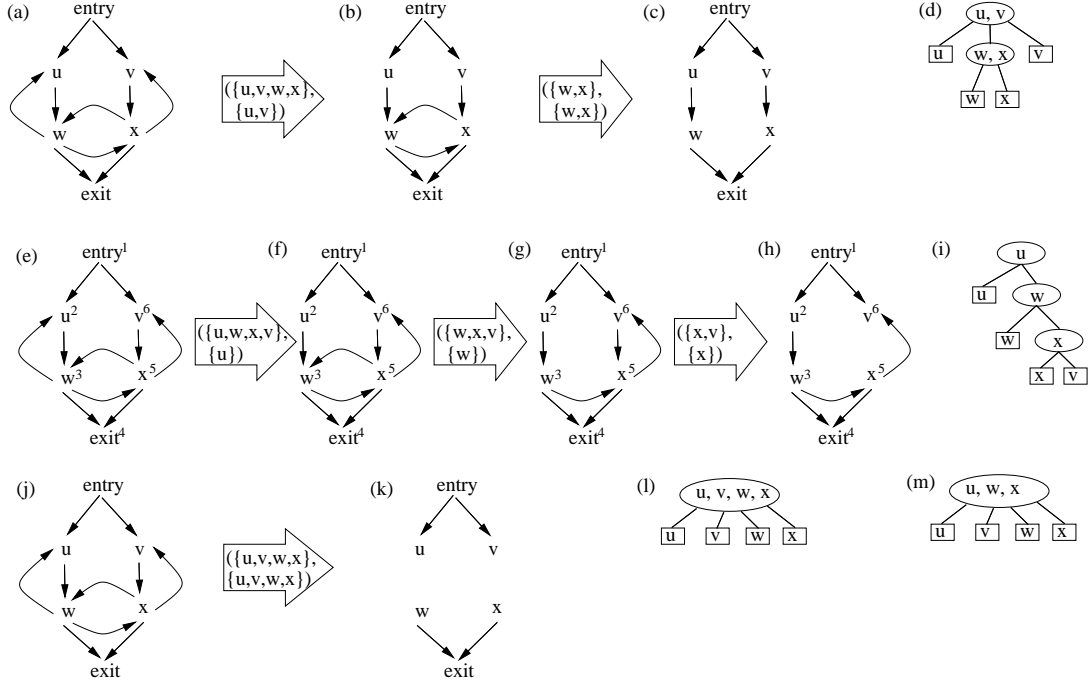 (a)
entry
u v
w x
exit
({u,v,w,x},
{u,v})
(b)
entry
u v
w x
exit
({w,x},
{w,x})
(c)
entry
u v
w x
exit
(d)
u, v
u w, x v
w x
(e)
entry¹
u² v⁶
w³ x⁵
exit⁴
({u,w,x,v},
{u})
(f)
entry¹
u² v⁶
w³ x⁵
exit⁴
({w,x,v},
{w})
(g)
entry¹
u² v⁶
w³ x⁵
exit⁴
({x,v},
{x})
(h)
entry¹
u² v⁶
w³ x⁵
exit⁴
(i)
u
u w
w x
x v
(j)
entry
u v
w x
exit
({u,v,w,x},
{u,v,w,x})
(k)
entry
u v
w x
exit
(l)
u, v, w, x
u v w x
(m)
u, w, x
u v w x